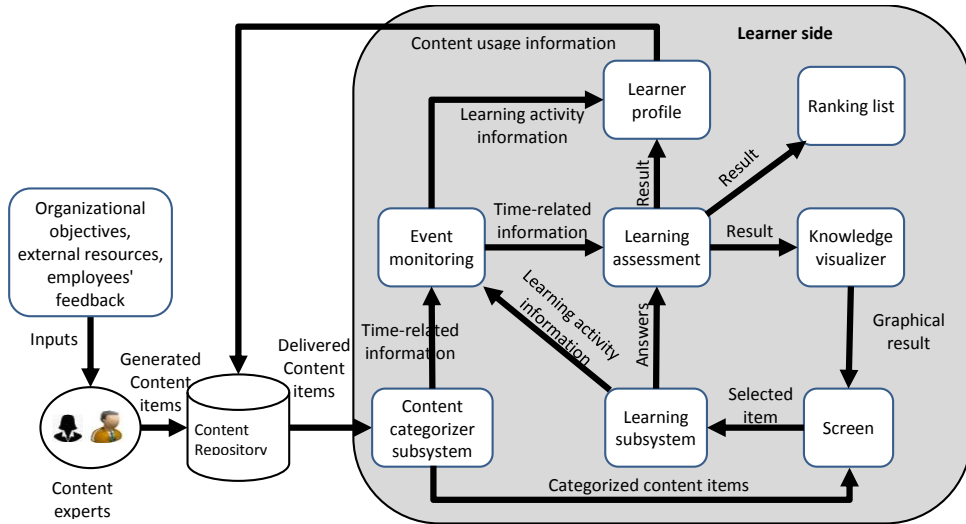 Content usage information
Learner side
Learner
profile
Ranking list
Learning activity
information
Result
Result
Organizational
objectives,
external resources,
employees'
feedback
Event
monitoring
Time-related
information
Learning
assessment
Result
Knowledge
visualizer
Learning activity
information
Answers
Graphical
result
Inputs
Time-related
information
Generated
Content
items
Delivered
Content
items
Content
Repository
Content
categorizer
subsystem
Learning
subsystem
Selected
item
Screen
Categorized content items
Content
experts